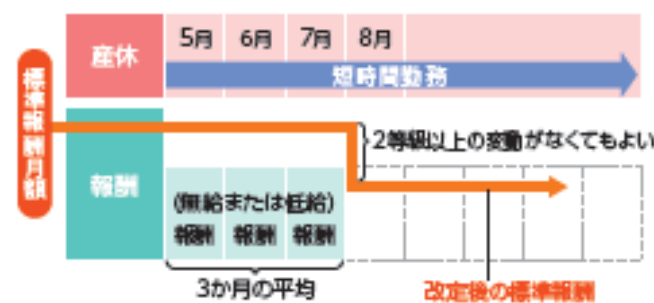 標準報酬月額
産休
5月 6月 7月 8月
短時間勤務
2等級以上の変動がなくてもよい
報酬
(無給または低給)
報酬 報酬 報酬
3か月の平均
改定後の標準報酬